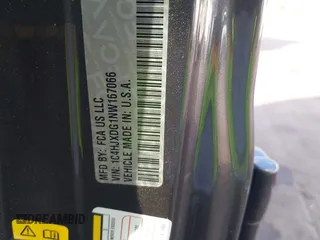 MFD. BY: FCA US LLC
VIN: 1C4HJXDG1NW167066
VEHICLE MADE IN: U.S.A.
DREAMBID